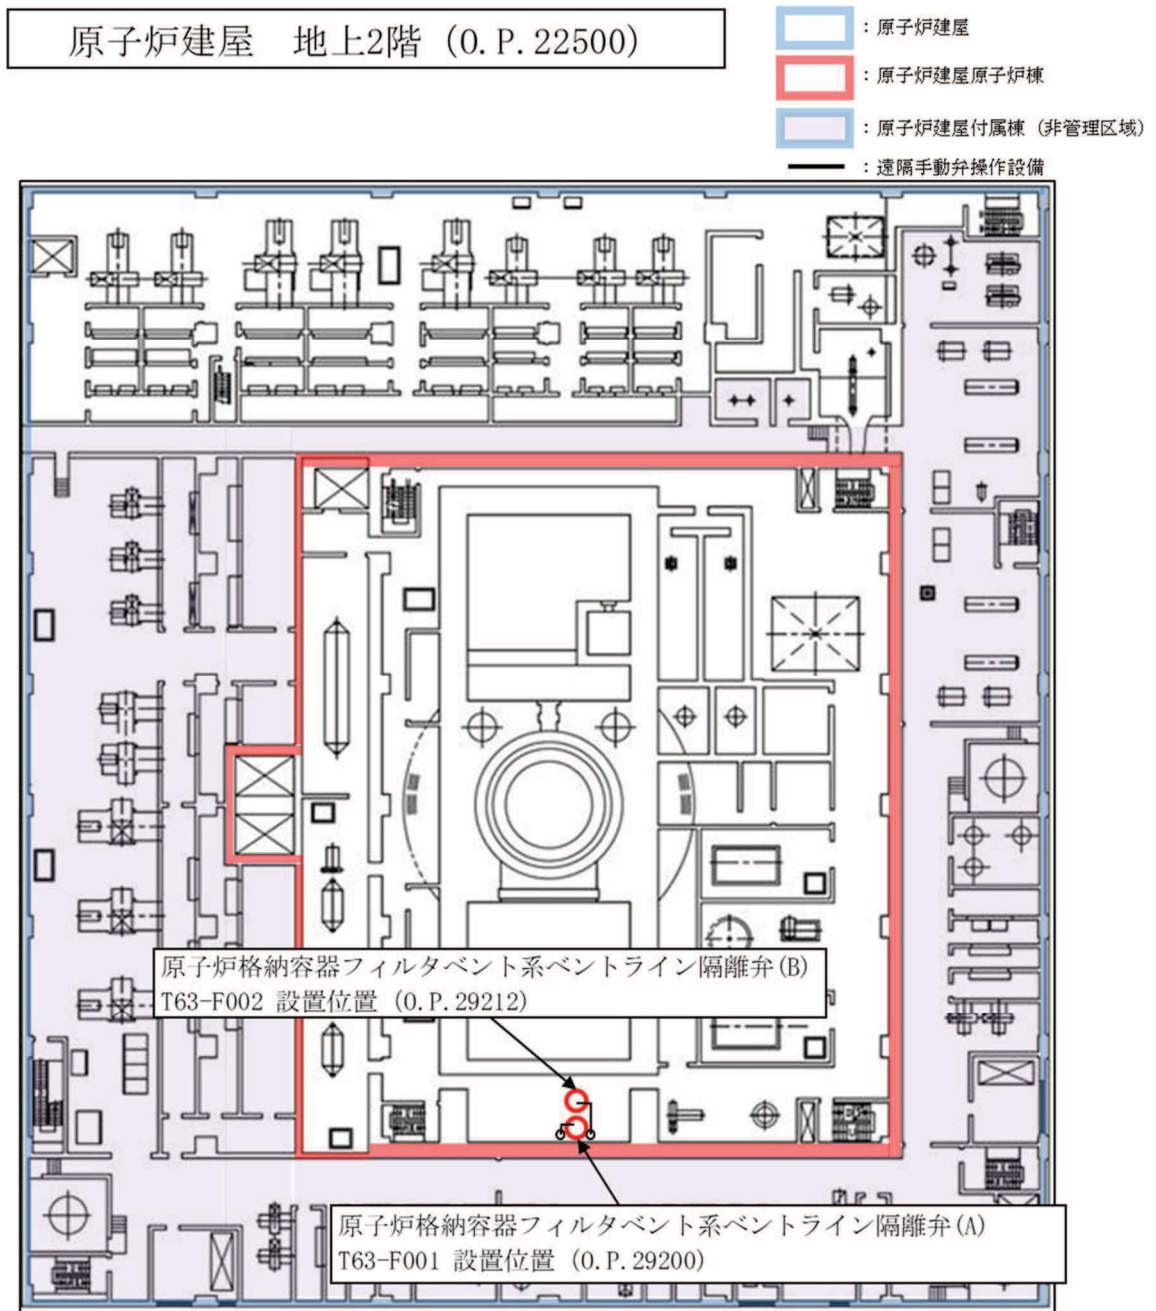 原子炉建屋　地上2階 (O.P.22500)
：原子炉建屋
：原子炉建屋原子炉棟
：原子炉建屋付属棟 (非管理区域)
：遠隔手動弁操作設備
原子炉格納容器フィルタベント系ベントライン隔離弁(B)
T63-F002 設置位置 (O.P.29212)
原子炉格納容器フィルタベント系ベントライン隔離弁(A)
T63-F001 設置位置 (O.P.29200)